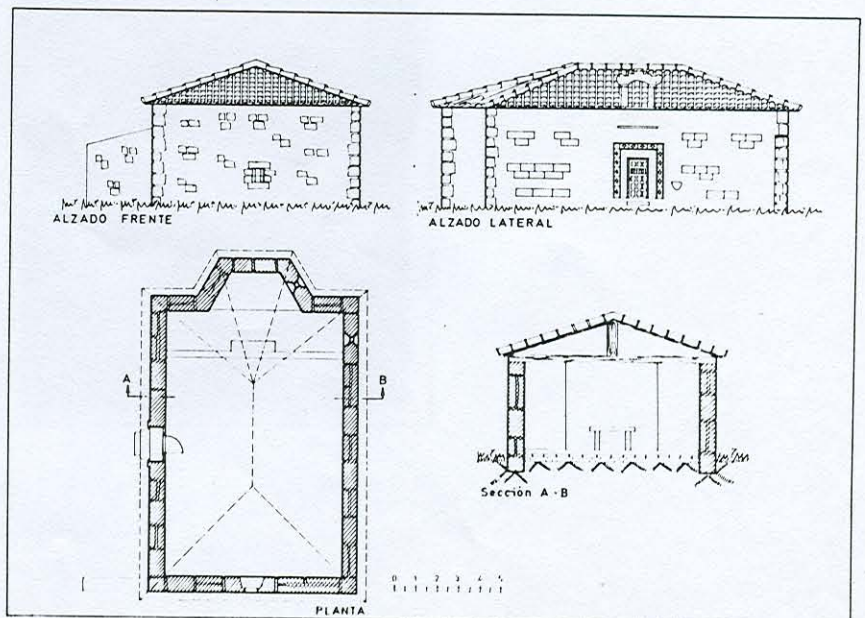 ALZADO FRENTE
ALZADO LATERAL
A
B
Sección A-B
0 1 2 3 4 5
PLANTA